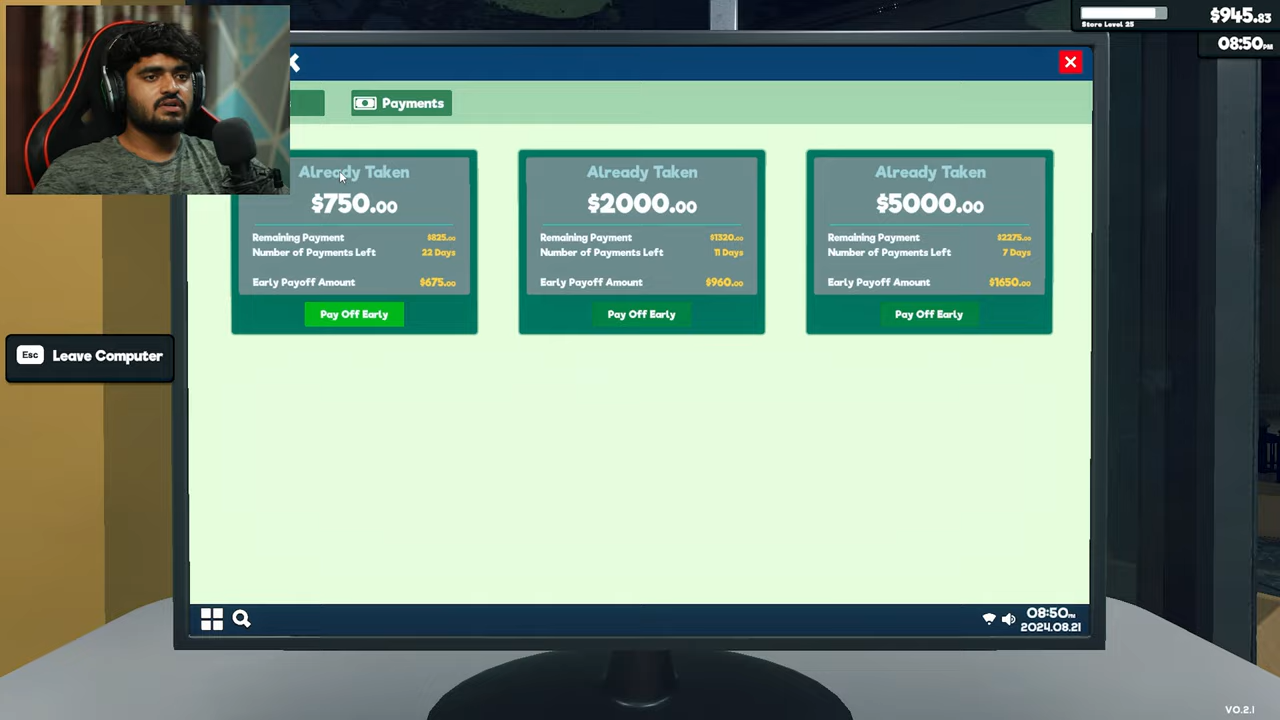 $945.83
Store Level 25
08:50PM
Payments
Already Taken
$750.00
Remaining Payment $825.00
Number of Payments Left 22 Days
Early Payoff Amount $675.00
Pay Off Early
Already Taken
$2000.00
Remaining Payment $1320.00
Number of Payments Left 11 Days
Early Payoff Amount $960.00
Pay Off Early
Already Taken
$5000.00
Remaining Payment $2275.00
Number of Payments Left 7 Days
Early Payoff Amount $1650.00
Pay Off Early
Esc Leave Computer
08:50PM
2024.08.21
V0.2.1